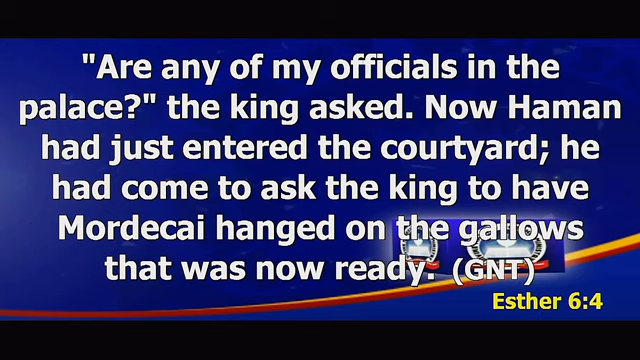 "Are any of my officials in the
palace?" the king asked. Now Haman
had just entered the courtyard; he
had come to ask the king to have
Mordecai hanged on the gallows
that was now ready. (GNT)
Esther 6:4